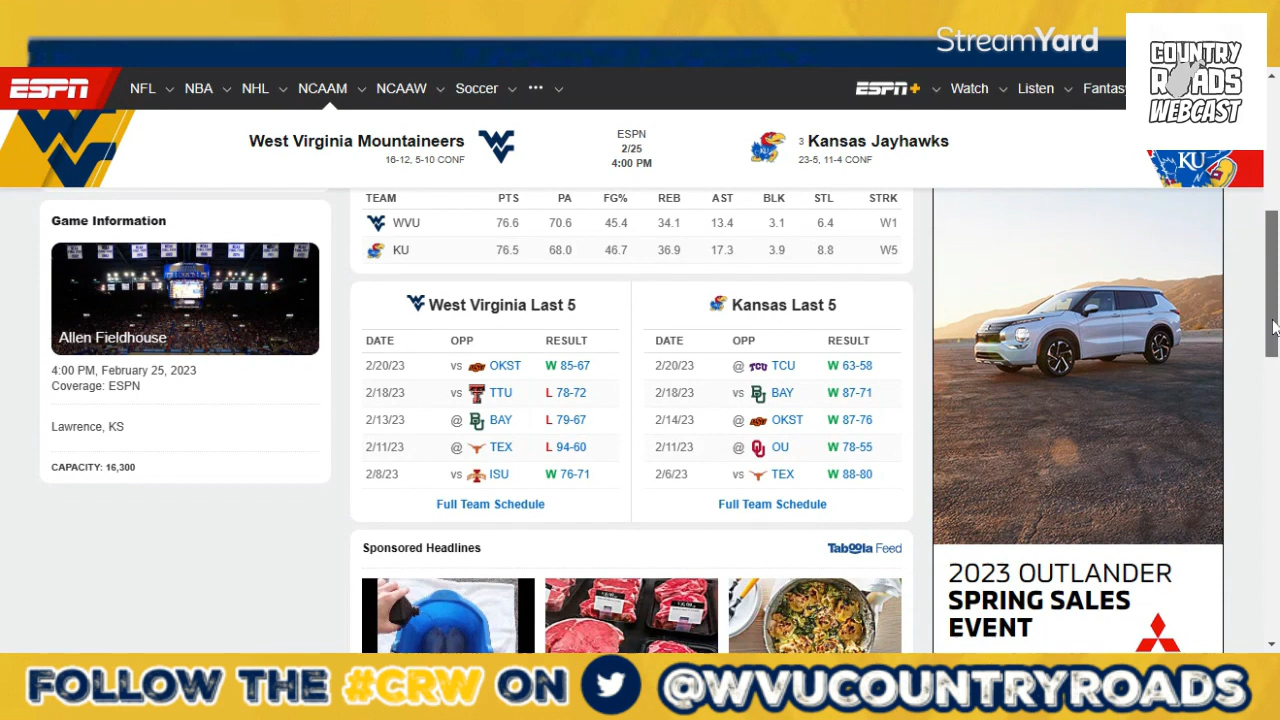 StreamYard
COUNTRY
ROADS
WEBCAST
ESPN
NFL
NBA
NHL
NCAAM
NCAAW
Soccer
•••
ESPN+
Watch
Listen
Fantasy
West Virginia Mountaineers
16-12, 5-10 CONF
ESPN
2/25
4:00 PM
3 Kansas Jayhawks
23-5, 11-4 CONF
KU
Game Information
Allen Fieldhouse
4:00 PM, February 25, 2023
Coverage: ESPN
Lawrence, KS
CAPACITY: 16,300
TEAM PTS PA FG% REB AST BLK STL STRK
WVU 76.6 70.6 45.4 34.1 13.4 3.1 6.4 W1
KU 76.5 68.0 46.7 36.9 17.3 3.9 8.8 W5
West Virginia Last 5
DATE OPP RESULT
2/20/23 vs OKST W 85-67
2/18/23 vs TTU L 78-72
2/13/23 @ BAY L 79-67
2/11/23 @ TEX L 94-60
2/8/23 vs ISU W 76-71
Full Team Schedule
Kansas Last 5
DATE OPP RESULT
2/20/23 @ TCU TCU W 63-58
2/18/23 vs BAY W 87-71
2/14/23 @ OKST W 87-76
2/11/23 @ OU W 78-55
2/6/23 vs TEX W 88-80
Full Team Schedule
Sponsored Headlines
Taboola Feed
2023 OUTLANDER
SPRING SALES
EVENT
FOLLOW THE #CRW ON @WVUCOUNTRYROADS